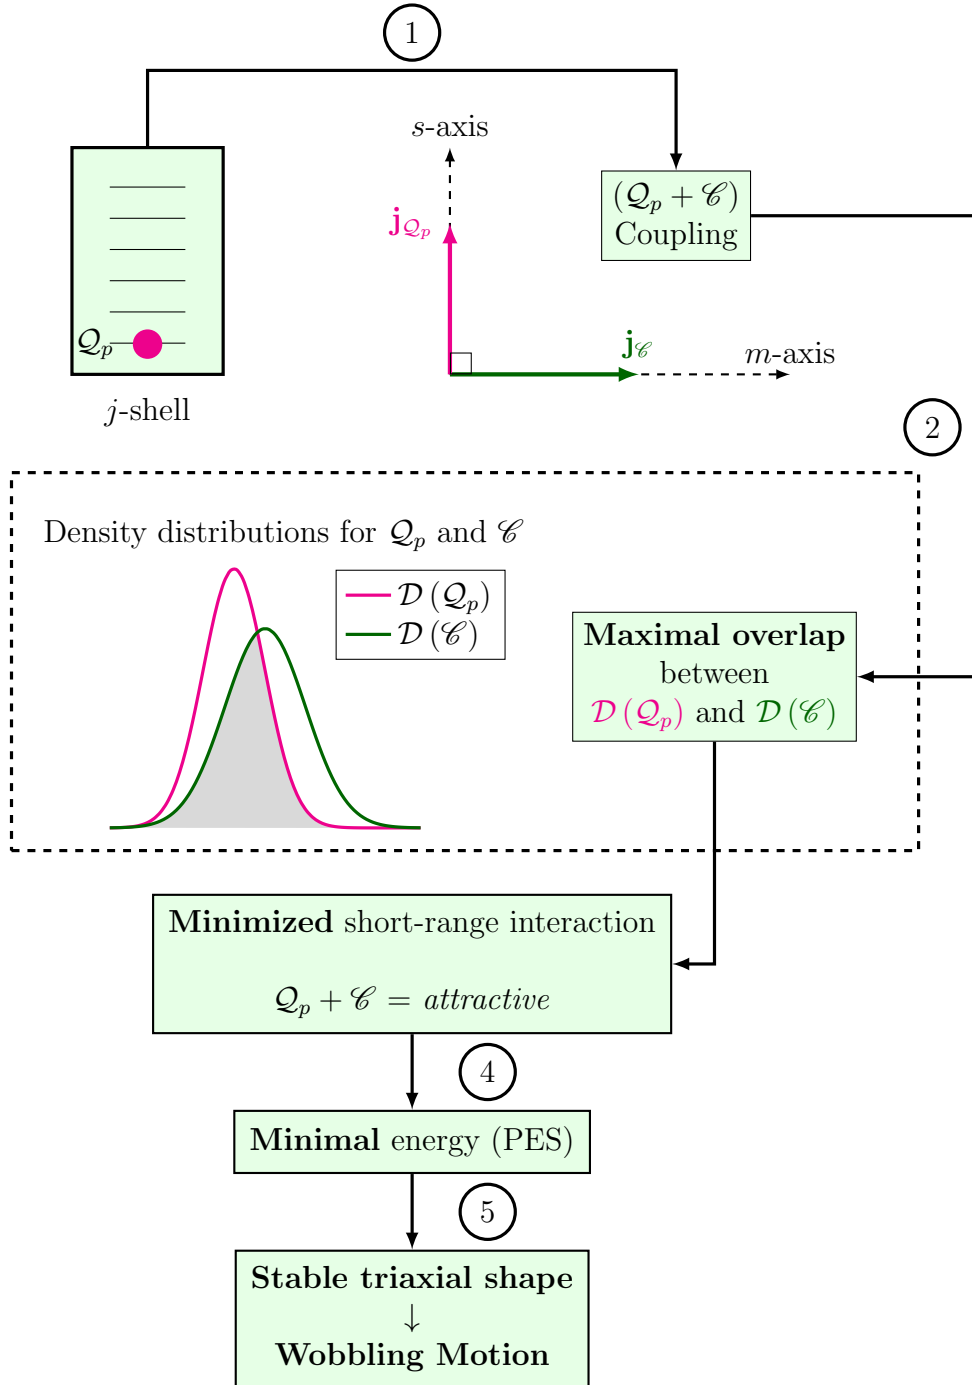 1
s-axis
j𝒬ₚ
(𝒬ₚ + 𝒞)
Coupling
𝒬ₚ
j𝒞
m-axis
j-shell
2
Density distributions for 𝒬ₚ and 𝒞
𝒟(𝒬ₚ)
𝒟(𝒞)
Maximal overlap
between
𝒟(𝒬ₚ) and 𝒟(𝒞)
Minimized short-range interaction
𝒬ₚ + 𝒞 = attractive
4
Minimal energy (PES)
5
Stable triaxial shape
↓
Wobbling Motion